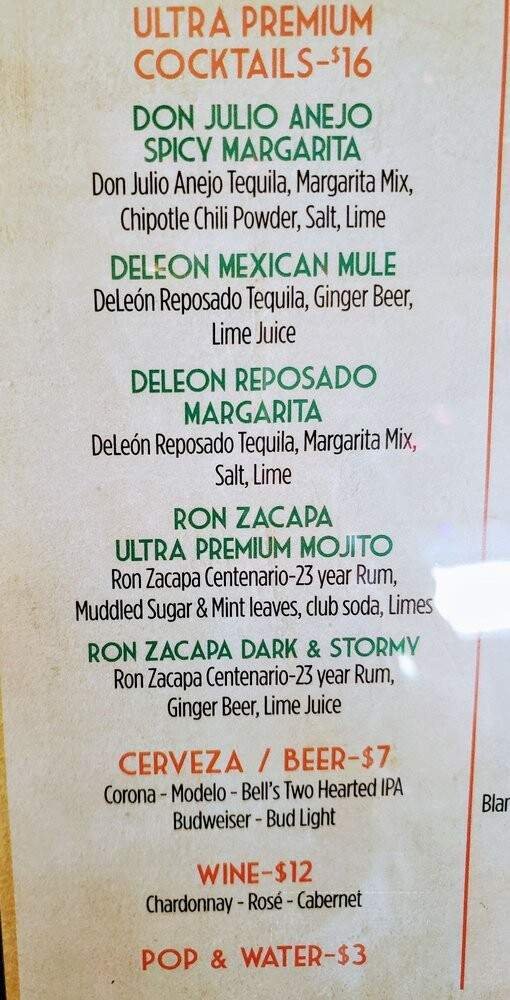 ULTRA PREMIUM
COCKTAILS-$16
DON JULIO ANEJO
SPICY MARGARITA
Don Julio Anejo Tequila, Margarita Mix,
Chipotle Chili Powder, Salt, Lime
DELEON MEXICAN MULE
DeLeón Reposado Tequila, Ginger Beer,
Lime Juice
DELEON REPOSADO
MARGARITA
DeLeón Reposado Tequila, Margarita Mix,
Salt, Lime
RON ZACAPA
ULTRA PREMIUM MOJITO
Ron Zacapa Centenario-23 year Rum,
Muddled Sugar & Mint leaves, club soda, Limes
RON ZACAPA DARK & STORMY
Ron Zacapa Centenario-23 year Rum,
Ginger Beer, Lime Juice
CERVEZA / BEER-$7
Corona - Modelo - Bell's Two Hearted IPA
Budweiser - Bud Light
WINE-$12
Chardonnay - Rosé - Cabernet
POP & WATER-$3